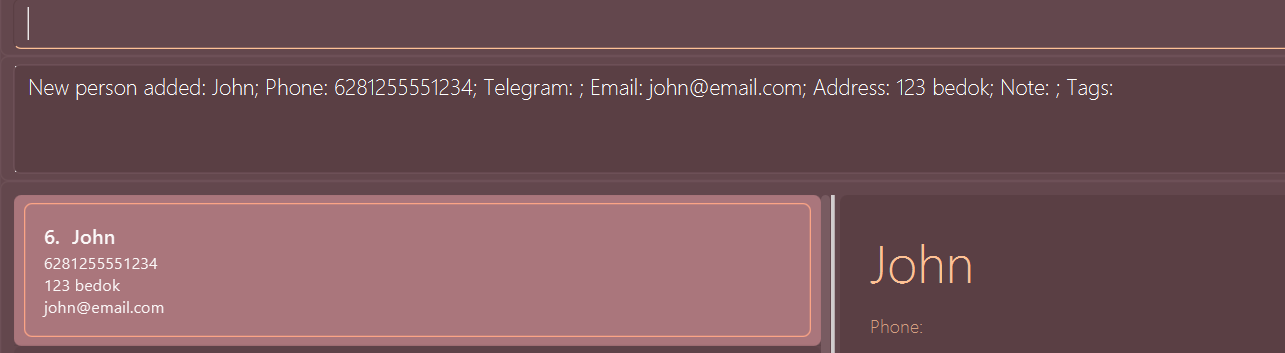 New person added: John; Phone: 6281255551234; Telegram: ; Email: john@email.com; Address: 123 bedok; Note: ; Tags:
6. John
6281255551234
123 bedok
john@email.com
John
Phone: